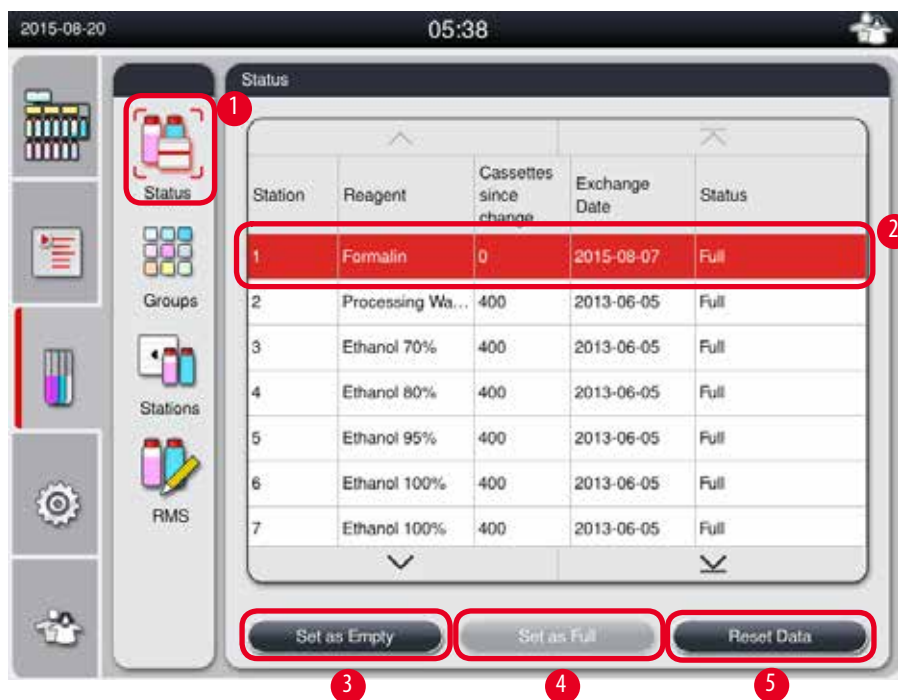 2015-08-20 05:38
Status
1
Status
Station Reagent Cassettes since change Exchange Date Status
2
1 Formalin 0 2015-08-07 Full
Groups
2 Processing Wa... 400 2013-06-05 Full
3 Ethanol 70% 400 2013-06-05 Full
Stations
4 Ethanol 80% 400 2013-06-05 Full
5 Ethanol 95% 400 2013-06-05 Full
RMS
6 Ethanol 100% 400 2013-06-05 Full
7 Ethanol 100% 400 2013-06-05 Full
Set as Empty Set as Full Reset Data
3 4 5